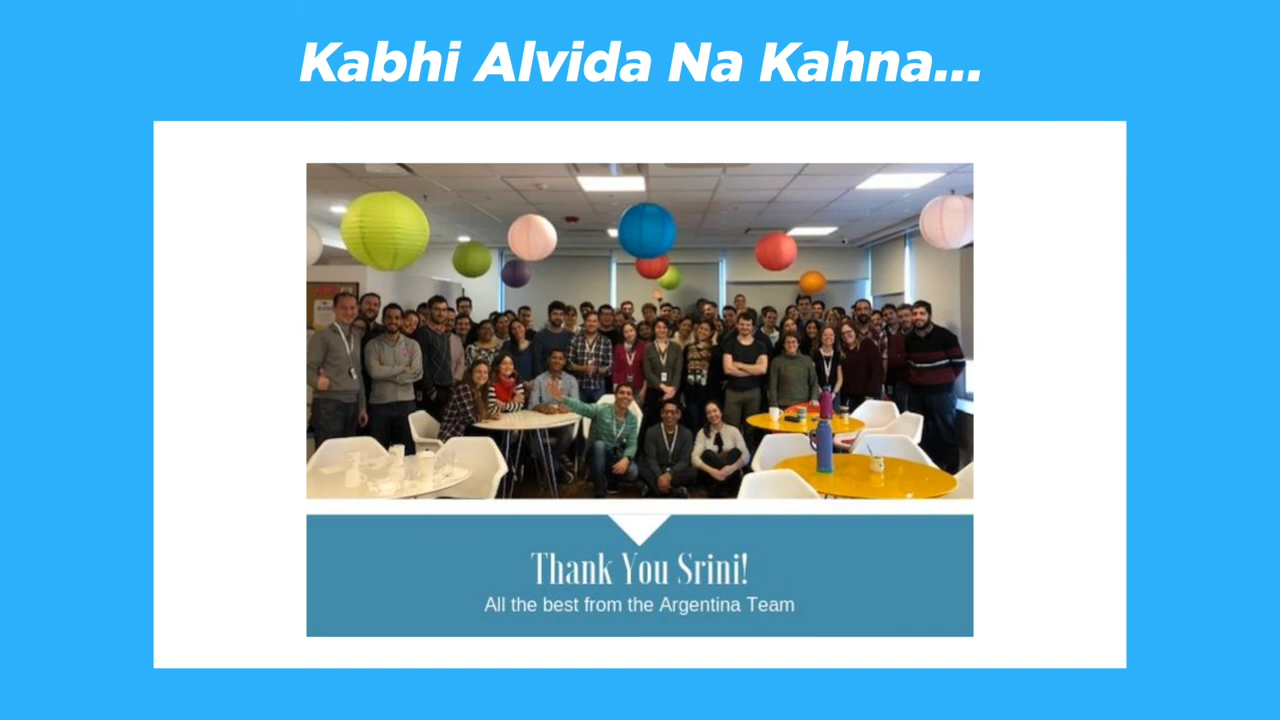 Kabhi Alvida Na Kahna...
Thank You Srini!
All the best from the Argentina Team